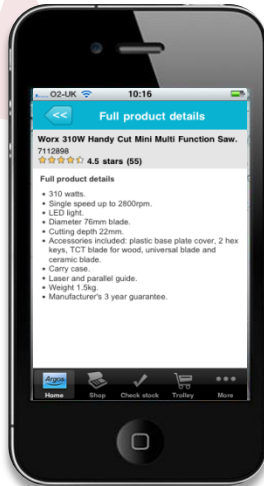 O2-UK 10:16
<< Full product details
Worx 310W Handy Cut Mini Multi Function Saw.
7112898
4.5 stars (55)
Full product details
• 310 watts.
• Single speed up to 2800rpm.
• LED light.
• Diameter 76mm blade.
• Cutting depth 22mm.
• Accessories included: plastic base plate cover, 2 hex
keys, TCT blade for wood, universal blade and
ceramic blade.
• Carry case.
• Laser and parallel guide.
• Weight 1.5kg.
• Manufacturer's 3 year guarantee.
Argos
Home Shop Check stock Trolley More